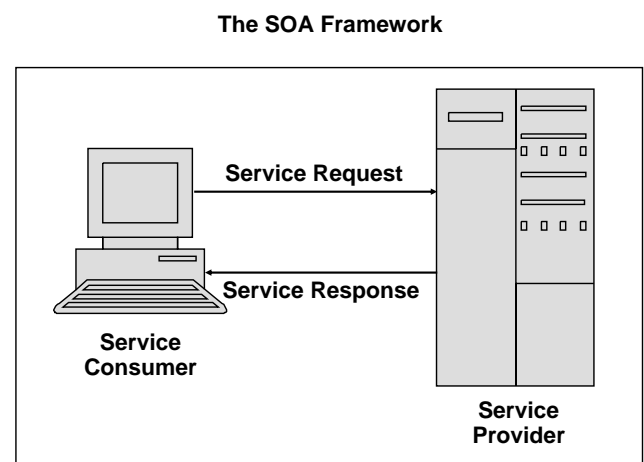 The SOA Framework
Service Request
Service Response
Service
Consumer
Service
Provider